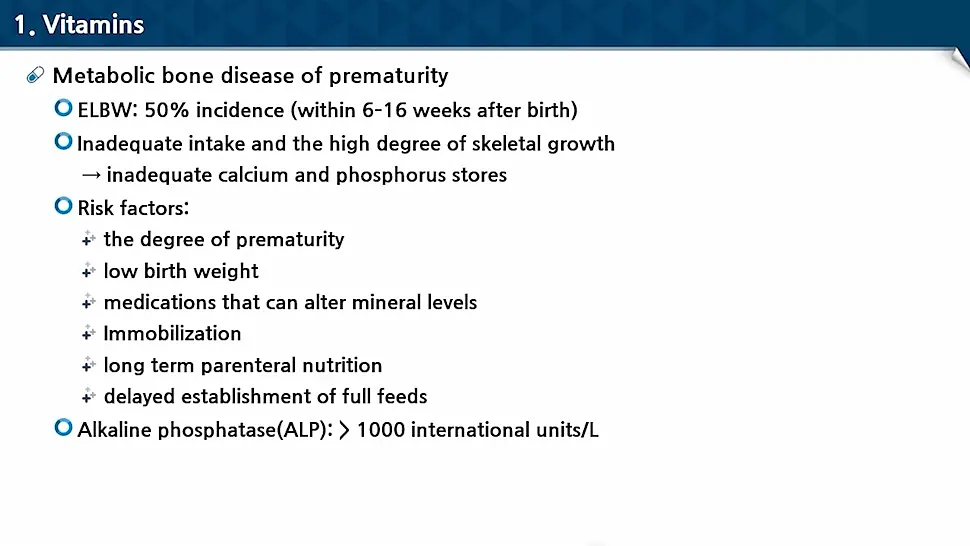 1. Vitamins
Metabolic bone disease of prematurity
ELBW: 50% incidence (within 6-16 weeks after birth)
Inadequate intake and the high degree of skeletal growth
→ inadequate calcium and phosphorus stores
Risk factors:
the degree of prematurity
low birth weight
medications that can alter mineral levels
Immobilization
long term parenteral nutrition
delayed establishment of full feeds
Alkaline phosphatase(ALP): > 1000 international units/L